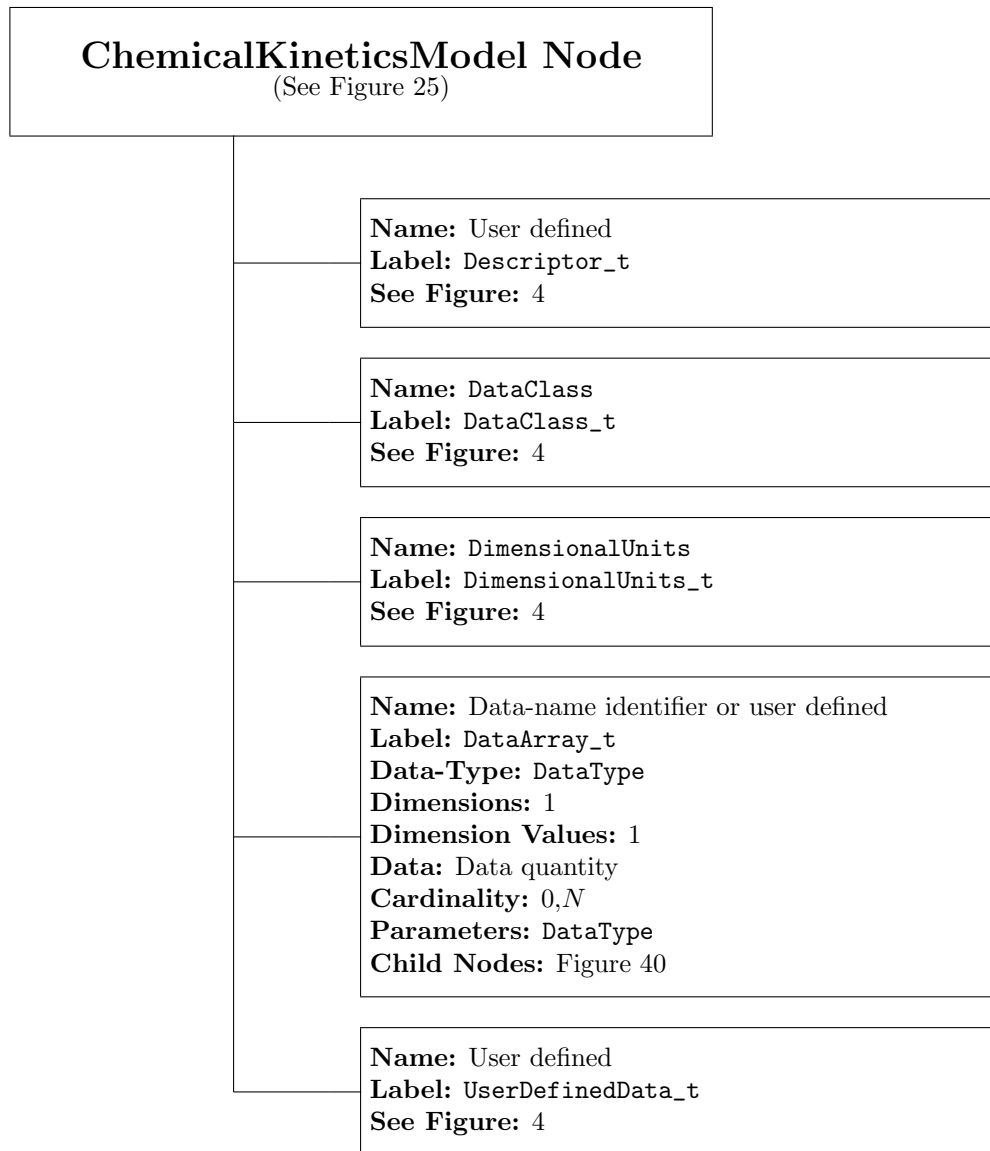 ChemicalKineticsModel Node
(See Figure 25)
Name: User defined
Label: Descriptor_t
See Figure: 4
Name: DataClass
Label: DataClass_t
See Figure: 4
Name: DimensionalUnits
Label: DimensionalUnits_t
See Figure: 4
Name: Data-name identifier or user defined
Label: DataArray_t
Data-Type: DataType
Dimensions: 1
Dimension Values: 1
Data: Data quantity
Cardinality: 0,N
Parameters: DataType
Child Nodes: Figure 40
Name: User defined
Label: UserDefinedData_t
See Figure: 4